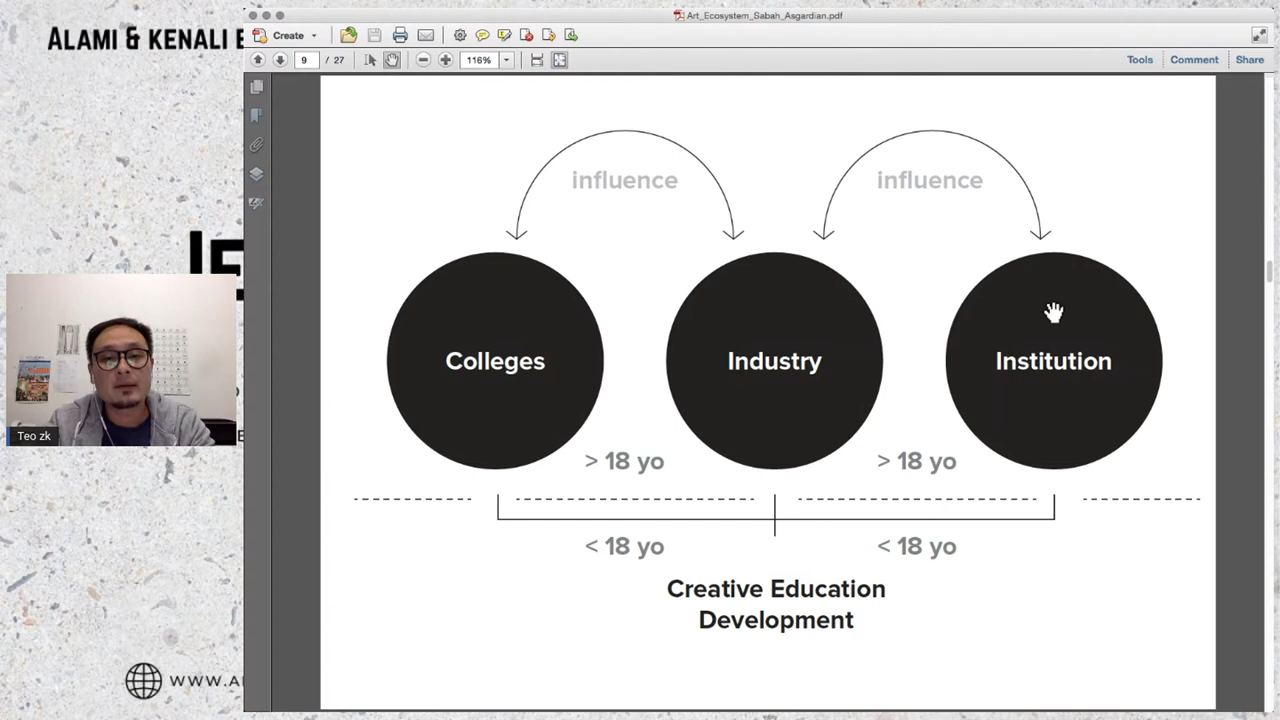 ALAMI & KENALI
Art_Ecosystem_Sabah_Asgardian.pdf
Create
9 / 27
116%
Tools Comment Share
influence influence
Colleges Industry Institution
> 18 yo > 18 yo
< 18 yo < 18 yo
Creative Education
Development
Teo zk
WWW.A